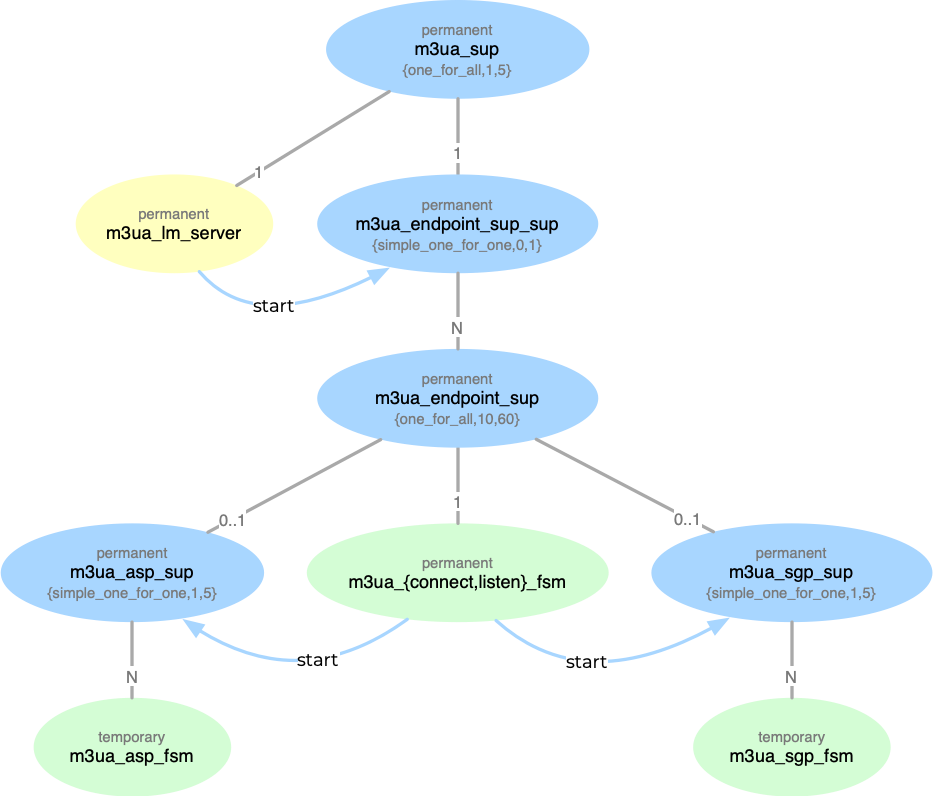 permanent
m3ua_sup
{one_for_all,1,5}
1
1
permanent
m3ua_lm_server
permanent
m3ua_endpoint_sup_sup
{simple_one_for_one,0,1}
start
N
permanent
m3ua_endpoint_sup
{one_for_all,10,60}
0..1
1
0..1
permanent
m3ua_asp_sup
{simple_one_for_one,1,5}
permanent
m3ua_{connect,listen}_fsm
permanent
m3ua_sgp_sup
{simple_one_for_one,1,5}
start
start
N
N
temporary
m3ua_asp_fsm
temporary
m3ua_sgp_fsm